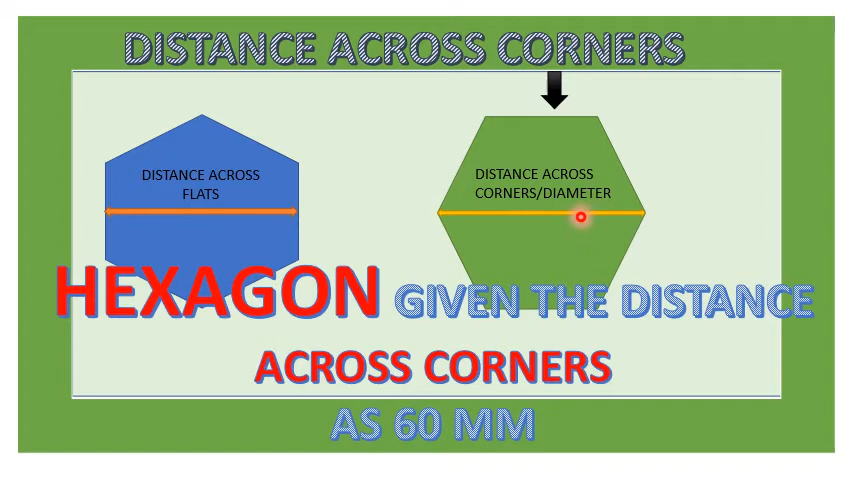 DISTANCE ACROSS CORNERS
DISTANCE ACROSS
FLATS
DISTANCE ACROSS
CORNERS/DIAMETER
HEXAGON GIVEN THE DISTANCE
ACROSS CORNERS
AS 60 MM